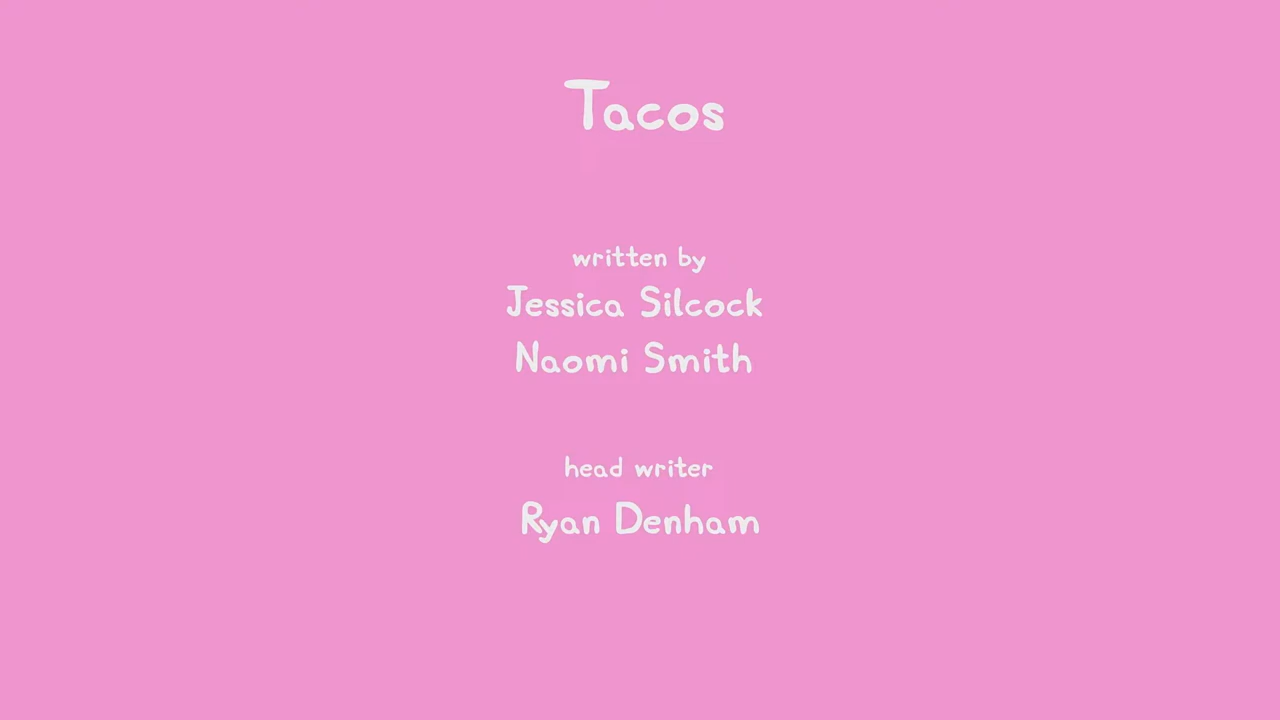 Tacos
written by
Jessica Silcock
Naomi Smith
head writer
Ryan Denham